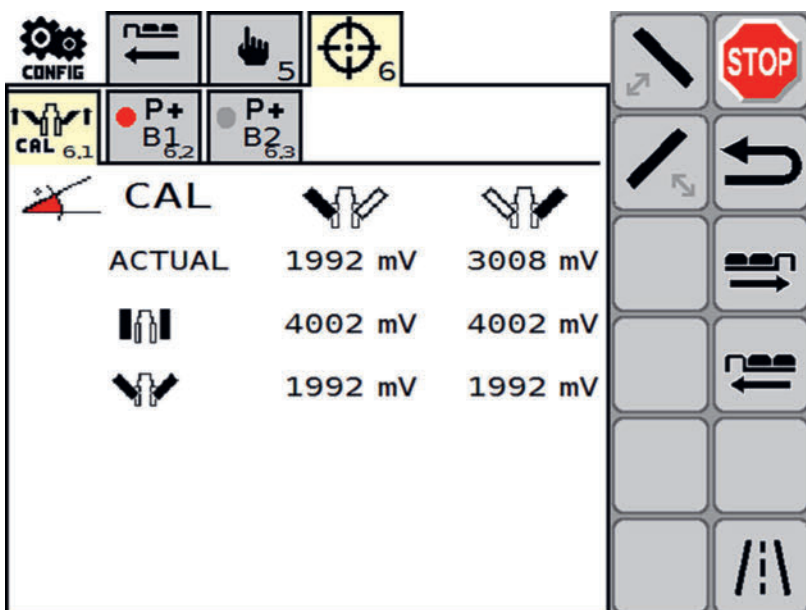 CONFIG
5
6
STOP
CAL 6.1
P+
B1 6.2
P+
B2 6.3
CAL
ACTUAL 1992 mV 3008 mV
4002 mV 4002 mV
1992 mV 1992 mV